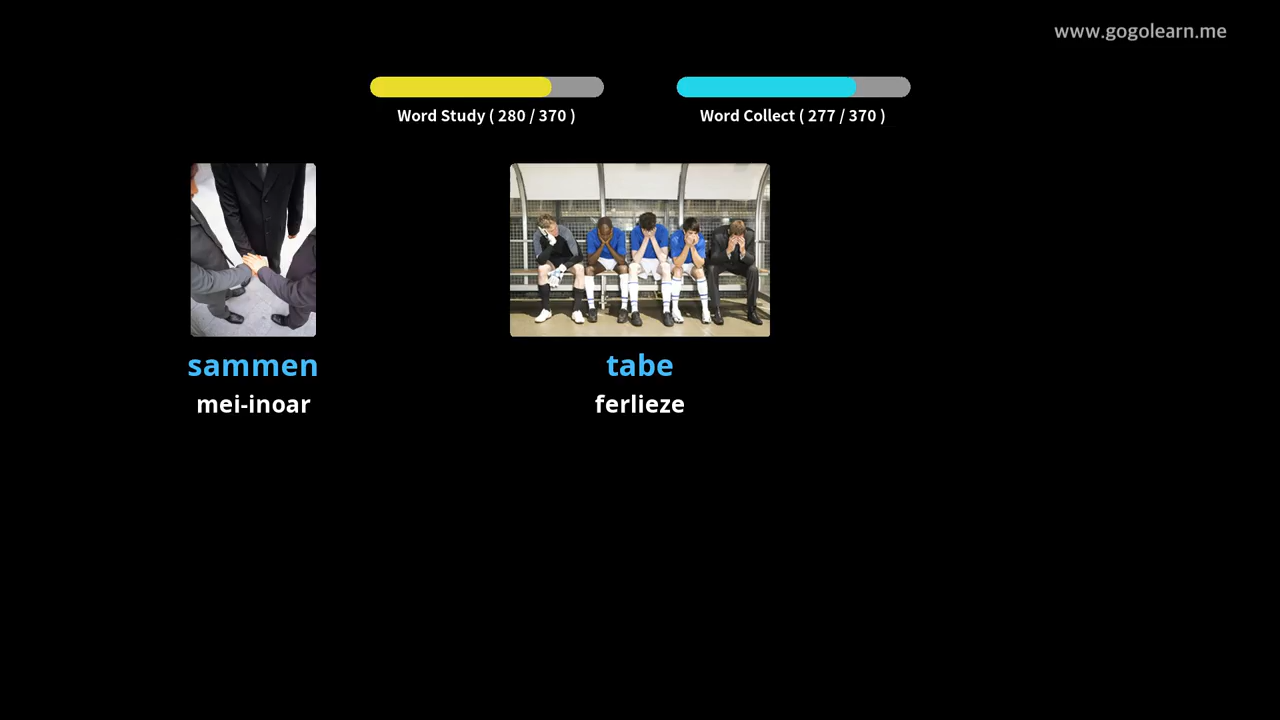 www.gogolearn.me
Word Study ( 280 / 370 )
Word Collect ( 277 / 370 )
sammen
mei-inoar
tabe
ferlieze